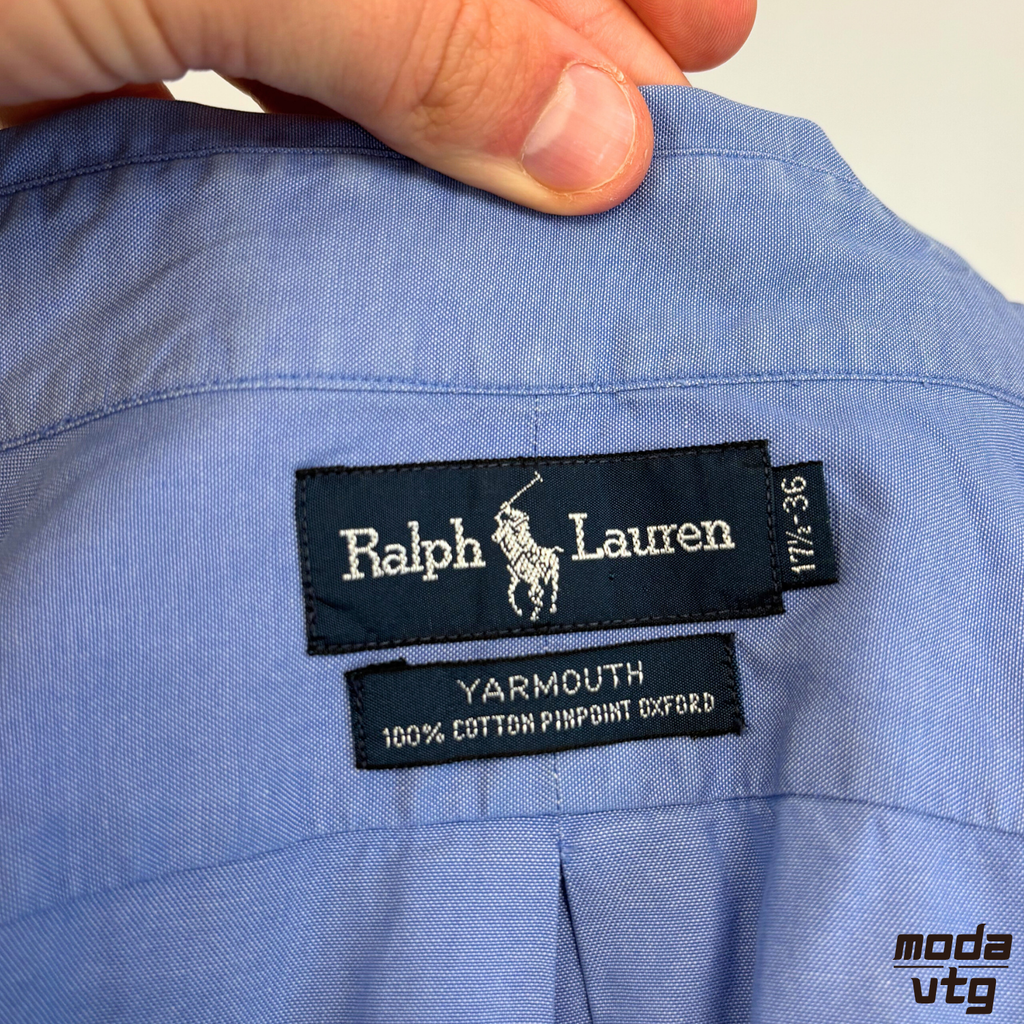 Ralph Lauren
17½-36
YARMOUTH
100% COTTON PINPOINT OXFORD
moda
vtg